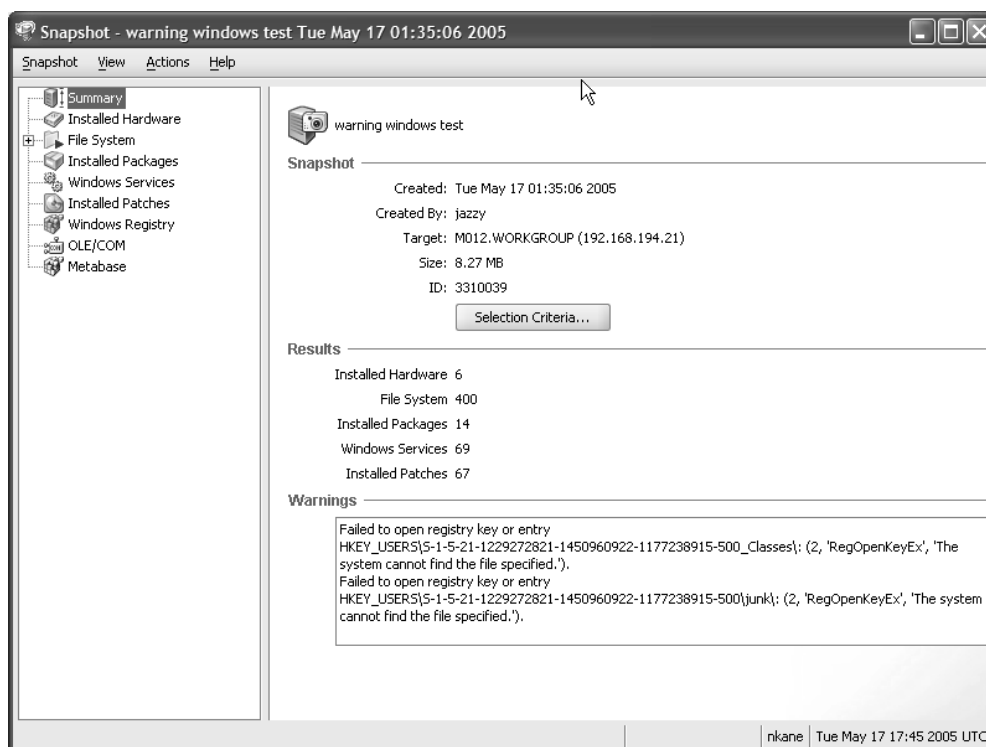 Snapshot - warning windows test Tue May 17 01:35:06 2005
Snapshot View Actions Help
Summary
Installed Hardware
File System
Installed Packages
Windows Services
Installed Patches
Windows Registry
OLE/COM
Metabase
warning windows test
Snapshot
Created: Tue May 17 01:35:06 2005
Created By: jazzy
Target: M012.WORKGROUP (192.168.194.21)
Size: 8.27 MB
ID: 3310039
Selection Criteria...
Results
Installed Hardware 6
File System 400
Installed Packages 14
Windows Services 69
Installed Patches 67
Warnings
Failed to open registry key or entry
HKEY_USERS\S-1-5-21-1229272821-1450960922-1177238915-500_Classes\: (2, 'RegOpenKeyEx', 'The
system cannot find the file specified.').
Failed to open registry key or entry
HKEY_USERS\S-1-5-21-1229272821-1450960922-1177238915-500\junk\: (2, 'RegOpenKeyEx', 'The system
cannot find the file specified.').
nkane Tue May 17 17:45 2005 UTC